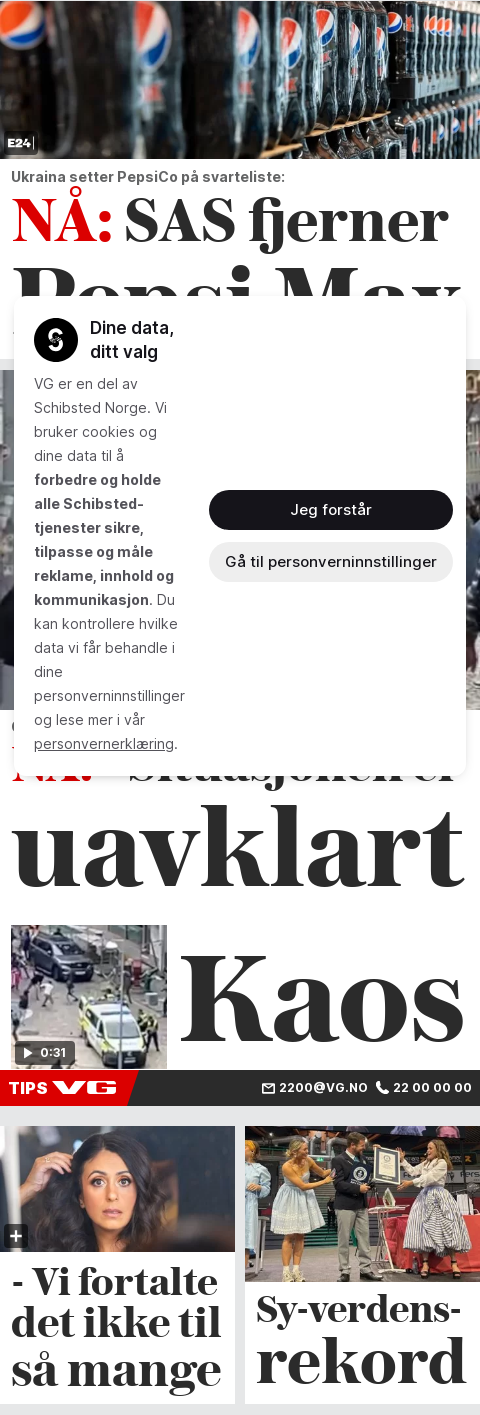 E24
Ukraina setter PepsiCo på svarteliste:
NÅ: SAS fjerner
Pepsi Max
Dine data,
ditt valg
VG er en del av
Schibsted Norge. Vi
bruker cookies og
dine data til å
forbedre og holde
alle Schibsted-
tjenester sikre,
tilpasse og måle
reklame, innhold og
kommunikasjon. Du
kan kontrollere hvilke
data vi får behandle i
dine
personverninnstillinger
og lese mer i vår
personvernerklæring.
Jeg forstår
Gå til personverninnstillinger
NÅ: - Situasjonen er
uavklart
0:31
Kaos
TIPS VG
2200@VG.NO 22 00 00 00
- Vi fortalte
det ikke til
så mange
Sy-verdens-
rekord